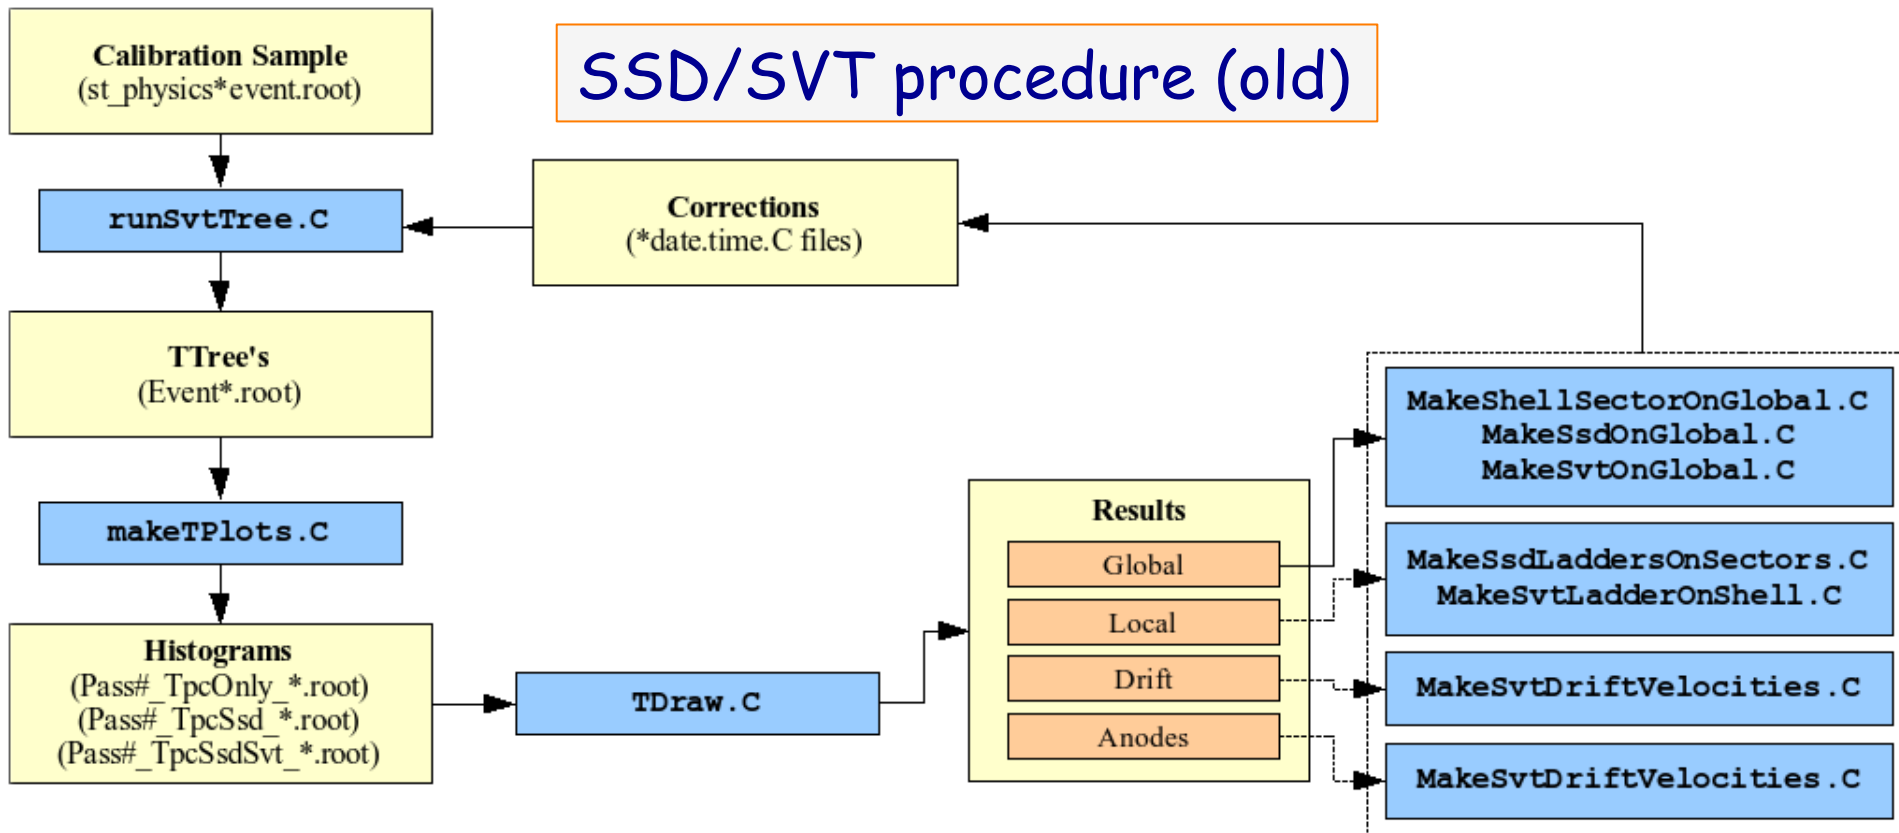 SSD/SVT procedure (old)
Calibration Sample
(st_physics*event.root)
runSvtTree.C
Corrections
(*date.time.C files)
TTree's
(Event*.root)
makeTPlots.C
Histograms
(Pass#_TpcOnly_*.root)
(Pass#_TpcSsd_*.root)
(Pass#_TpcSsdSvt_*.root)
TDraw.C
Results
Global
Local
Drift
Anodes
MakeShellSectorOnGlobal.C
MakeSsdOnGlobal.C
MakeSvtOnGlobal.C
MakeSsdLaddersOnSectors.C
MakeSvtLadderOnShell.C
MakeSvtDriftVelocities.C
MakeSvtDriftVelocities.C